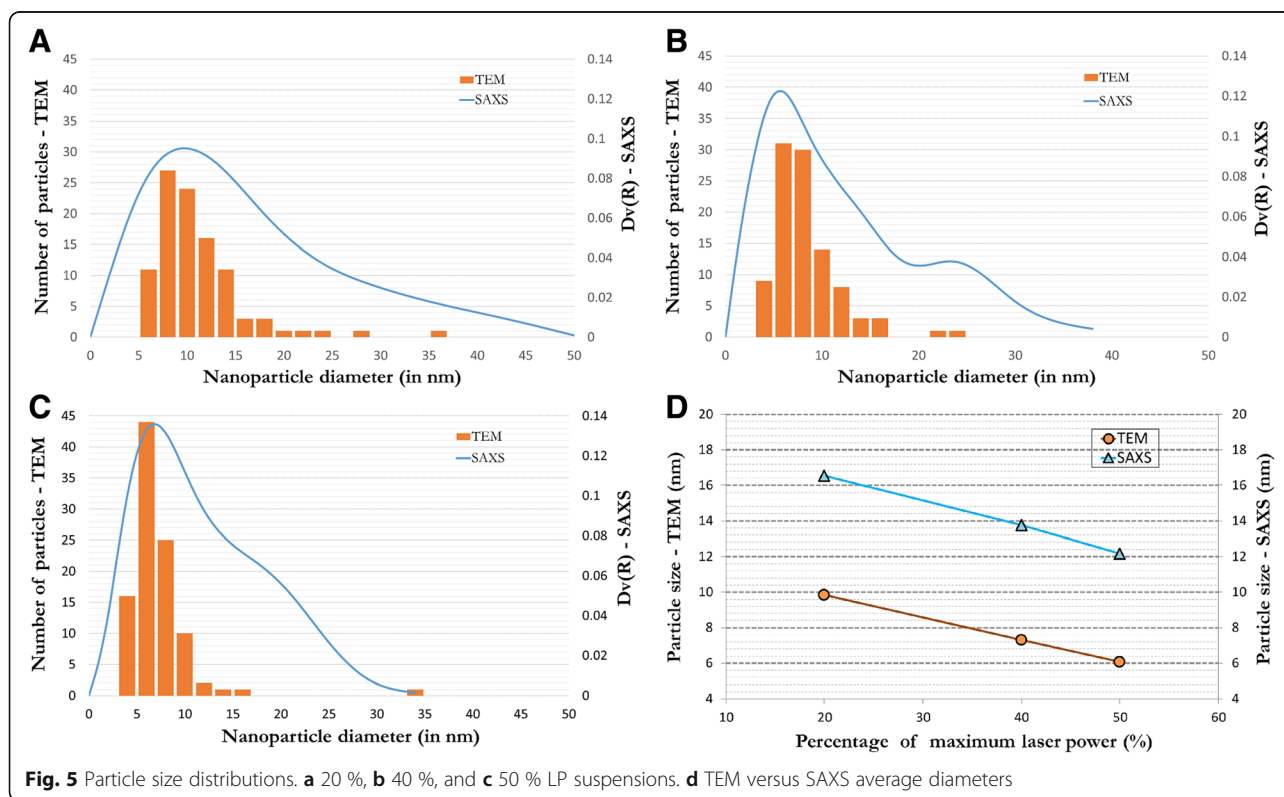 A
45
40
35
30
25
20
15
10
5
0
Number of particles - TEM
TEM
SAXS
0.14
0.12
0.1
0.08
0.06
0.04
0.02
0
Dv(R) - SAXS
0 5 10 15 20 25 30 35 40 45 50
Nanoparticle diameter (in nm)
B
45
40
35
30
25
20
15
10
5
0
Number of particles - TEM
TEM
SAXS
0.14
0.12
0.1
0.08
0.06
0.04
0.02
0
Dv(R) - SAXS
0 10 20 30 40 50
Nanoparticle diameter (in nm)
C
45
40
35
30
25
20
15
10
5
0
Number of particles - TEM
TEM
SAXS
0.14
0.12
0.1
0.08
0.06
0.04
0.02
0
Dv(R) - SAXS
0 5 10 15 20 25 30 35 40 45 50
Nanoparticle diameter (in nm)
D
20
18
16
14
12
10
8
6
4
Particle size - TEM (nm)
TEM
SAXS
20
18
16
14
12
10
8
6
4
Particle size - SAXS (nm)
10 20 30 40 50 60
Percentage of maximum laser power (%)
Fig. 5 Particle size distributions. a 20 %, b 40 %, and c 50 % LP suspensions. d TEM versus SAXS average diameters